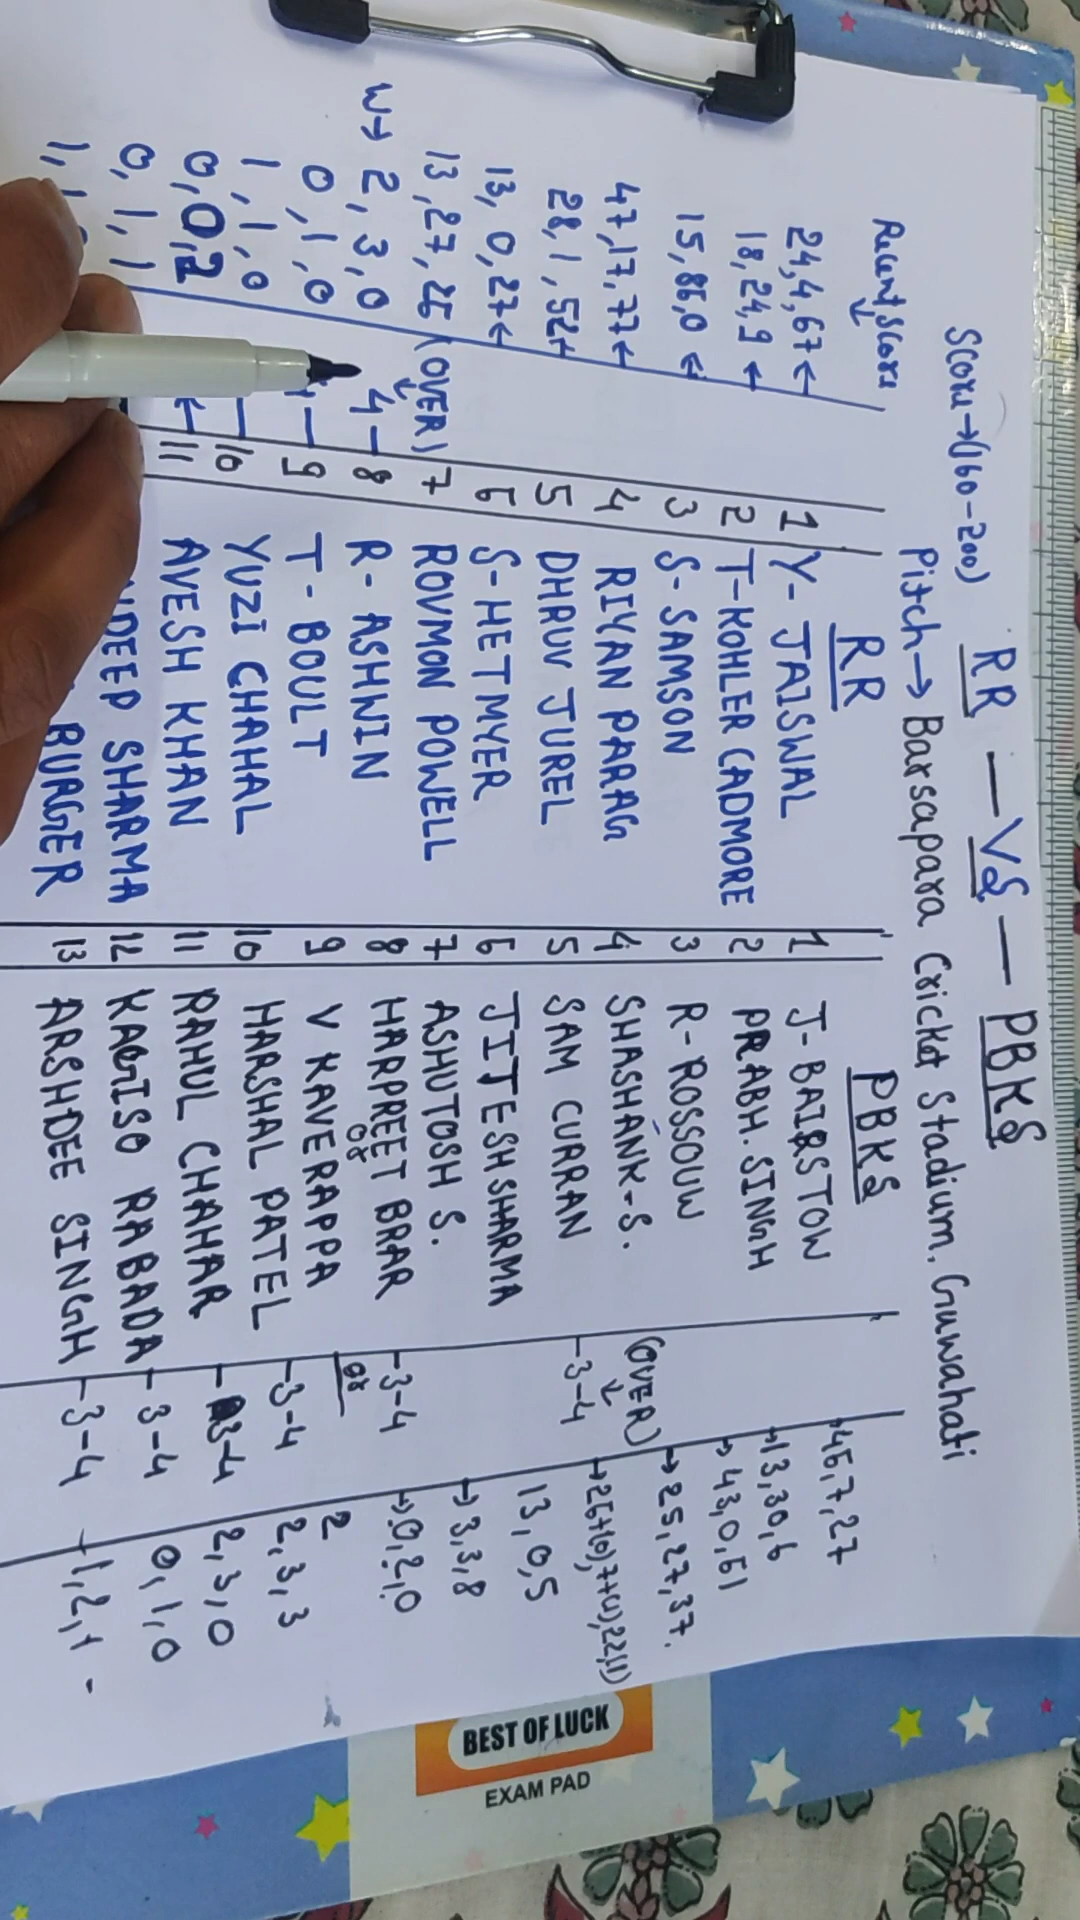 RR — VS — PBKS
Score → (160-200) Pitch → Barsapara Cricket Stadium, Guwahati
Recent Score RR PBKS
24,4,67 ← 1 Y-JAISWAL 1 J-BAIRSTOW → 46,7,27
18,24,9 ← 2 T-KOHLER CADMORE 2 PRABH.SINGH → 13,30,6
15,86,0 ← 3 S-SAMSON 3 R-ROSSOUW → 43,0,61
47,17,77 ← 4 RIYAN PARAG 4 SHASHANK-S. (OVER) → 25,27,37.
28,1,52 ← 5 DHRUV JUREL 5 SAM CURRAN -3-4 → 26+(0),7+(4),22(1)
13,0,27 ← 6 S-HETMYER 6 JITESH SHARMA 13,0,5
13,27,26 (OVER) 7 ROVMON POWELL 7 ASHUTOSH S. → 3,3,8
W→ 2,3,0 4- 8 R-ASHWIN 8 HARPREET BRAR -3-4 → 0,2,0
or or
0,1,0 4- 9 T-BOULT 9 V KAVERAPPA 2
1,1,0 10 YUZI CHAHAL 10 HARSHAL PATEL -3-4 2,3,3
0,0,2 ← 11 AVESH KHAN 11 RAHUL CHAHAR -3-4 2,3,0
0,1,1 DEEP SHARMA 12 KAGISO RABADA -3-4 0,1,0
1, BURGER 13 ARSHDEE SINGH -3-4 1,2,1
BEST OF LUCK
EXAM PAD